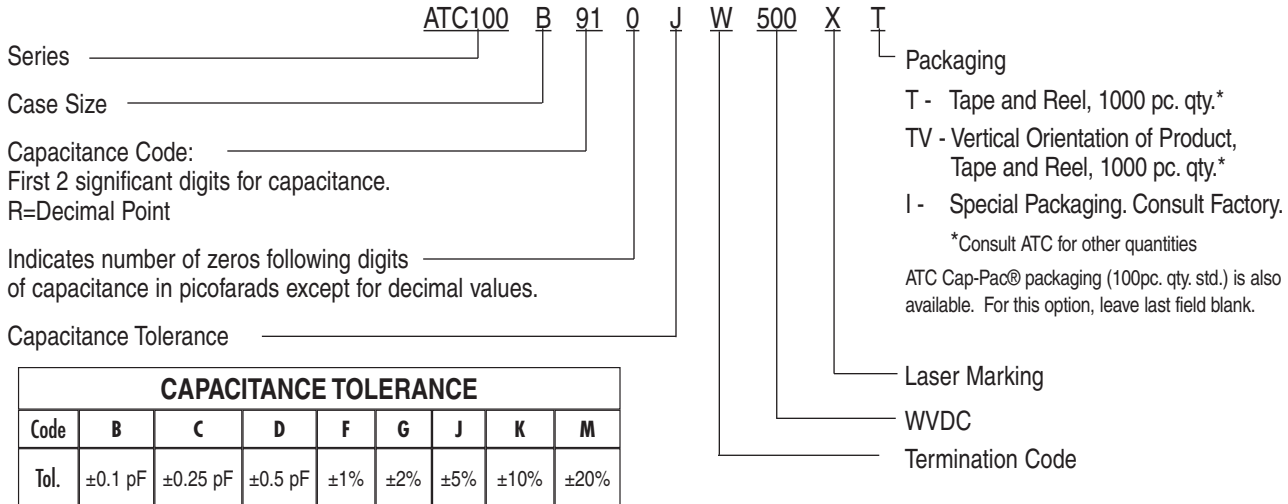 ATC100 B 91 0 J W 500 X T
Series
Case Size
Capacitance Code:
First 2 significant digits for capacitance.
R=Decimal Point
Indicates number of zeros following digits
of capacitance in picofarads except for decimal values.
Capacitance Tolerance
CAPACITANCE TOLERANCE
Code B C D F G J K M
Tol. ±0.1 pF ±0.25 pF ±0.5 pF ±1% ±2% ±5% ±10% ±20%
Packaging
T - Tape and Reel, 1000 pc. qty.*
TV - Vertical Orientation of Product,
Tape and Reel, 1000 pc. qty.*
I - Special Packaging. Consult Factory.
*Consult ATC for other quantities
ATC Cap-Pac® packaging (100pc. qty. std.) is also
available. For this option, leave last field blank.
Laser Marking
WVDC
Termination Code